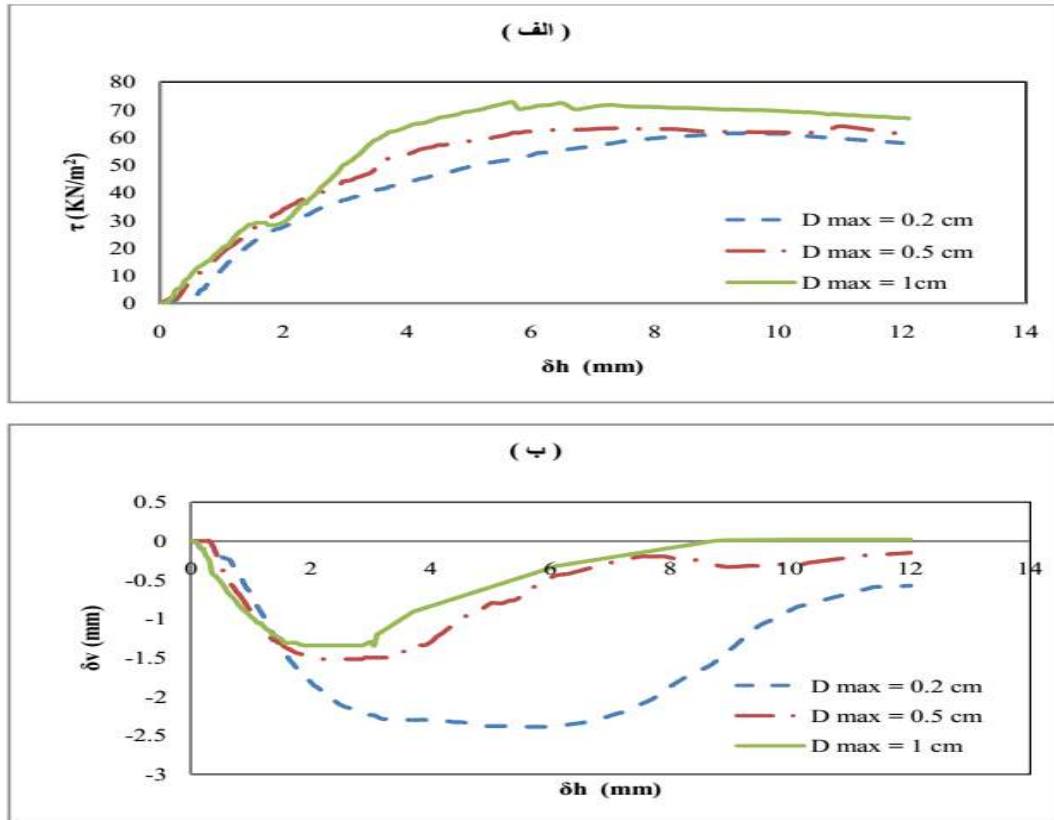 ( الف )
80
70
60
50
40
30
20
10
0
τ (KN/m²)
D max = 0.2 cm
D max = 0.5 cm
D max = 1cm
0 2 4 6 8 10 12 14
δh (mm)
( ب )
0.5
0
-0.5
-1
-1.5
-2
-2.5
-3
δv (mm)
0 2 4 6 8 10 12 14
D max = 0.2 cm
D max = 0.5 cm
D max = 1 cm
δh (mm)